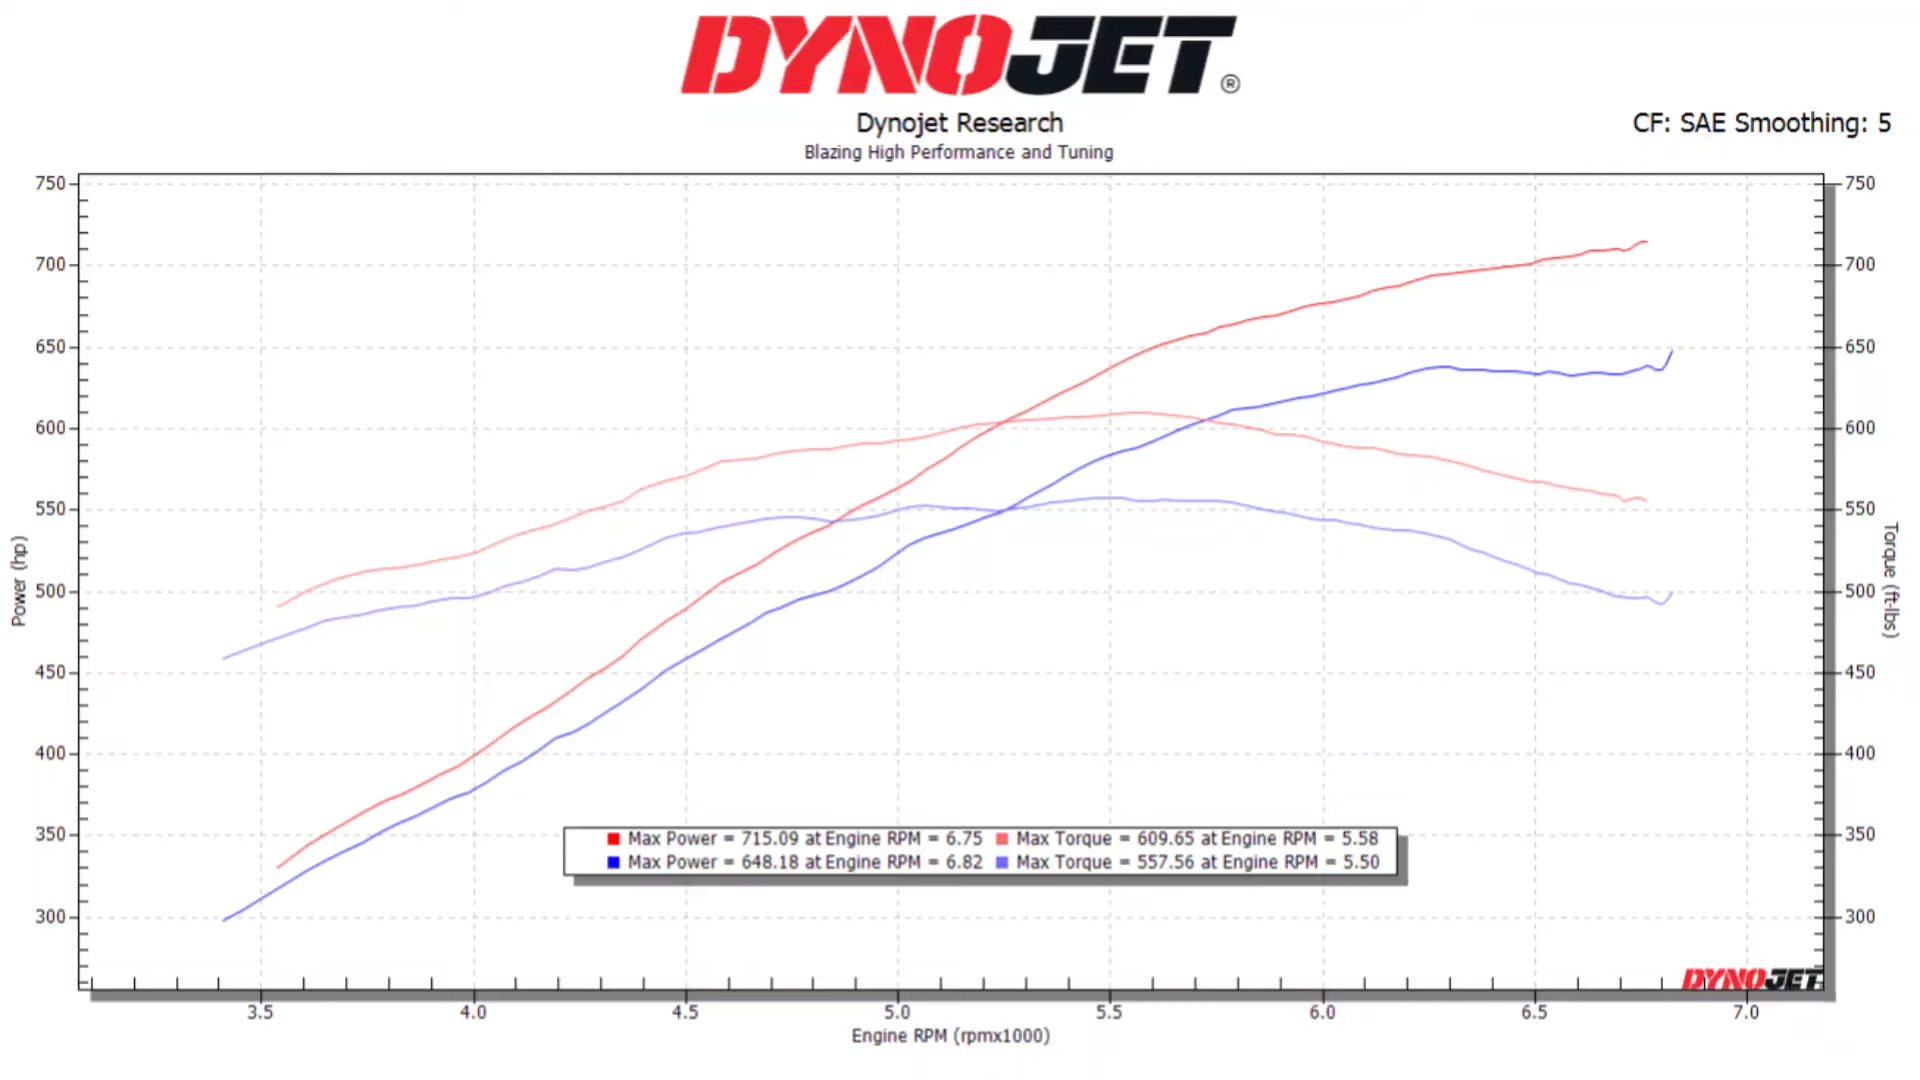 DYNOJET®
Dynojet Research
CF: SAE Smoothing: 5
Blazing High Performance and Tuning
750 750
700 700
650 650
600 600
550 550
500 500
450 450
400 400
350 350
300 300
Power (hp)
Torque (ft-lbs)
Max Power = 715.09 at Engine RPM = 6.75 Max Torque = 609.65 at Engine RPM = 5.58
Max Power = 648.18 at Engine RPM = 6.82 Max Torque = 557.56 at Engine RPM = 5.50
DYNOJET
3.5 4.0 4.5 5.0 5.5 6.0 6.5 7.0
Engine RPM (rpmx1000)